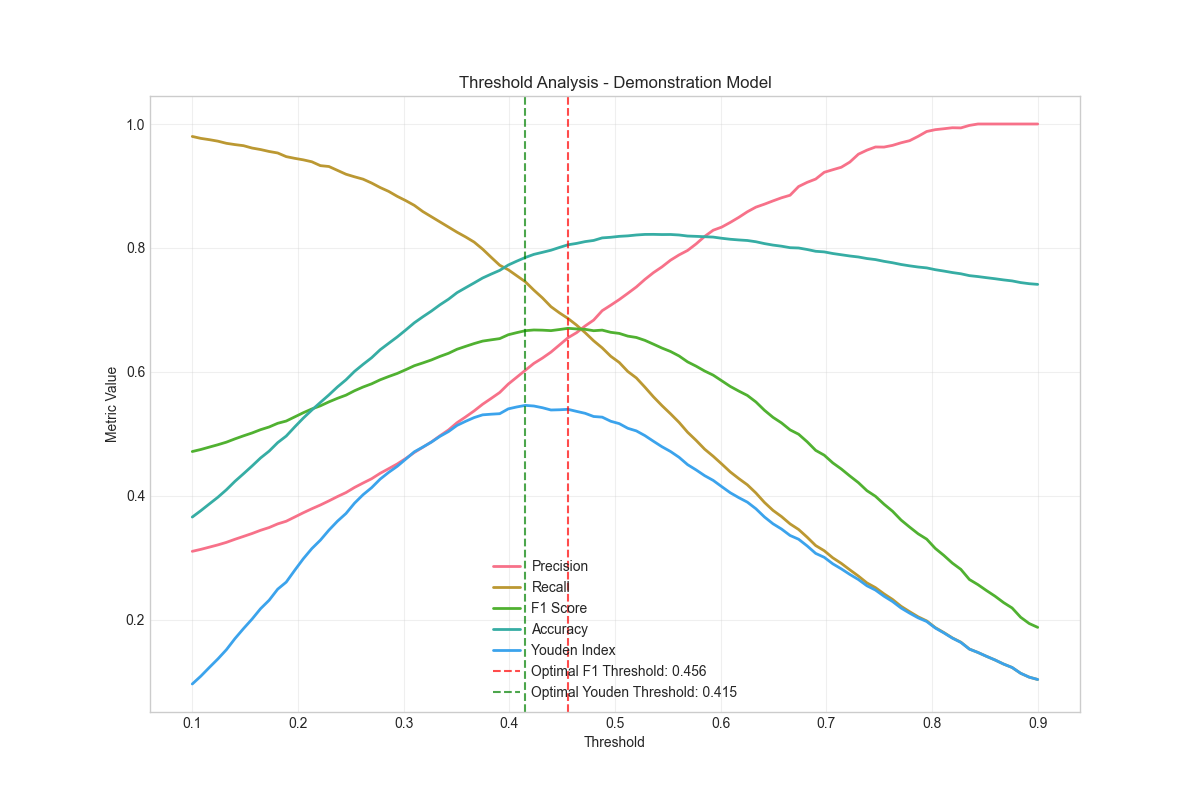 Threshold Analysis - Demonstration Model
Metric Value
1.0
0.8
0.6
0.4
0.2
Precision
Recall
F1 Score
Accuracy
Youden Index
Optimal F1 Threshold: 0.456
Optimal Youden Threshold: 0.415
0.1 0.2 0.3 0.4 0.5 0.6 0.7 0.8 0.9
Threshold